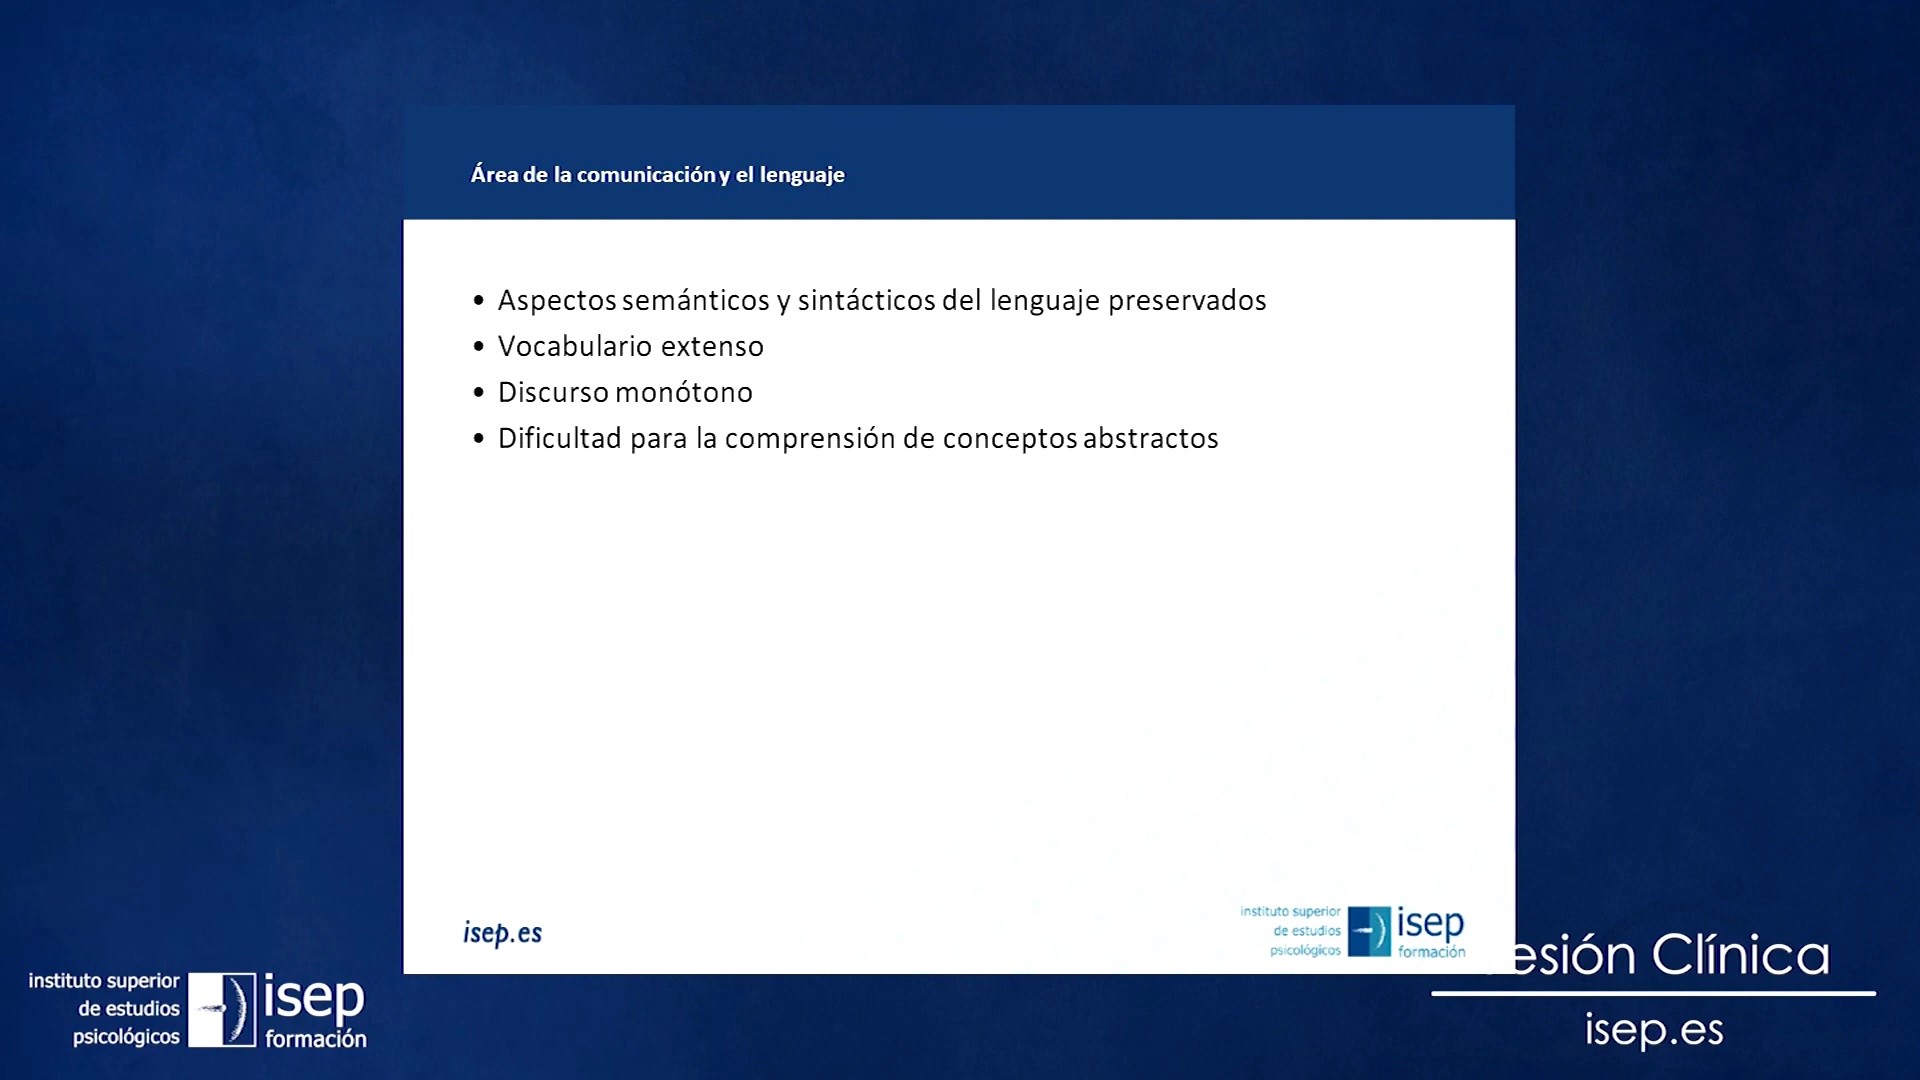 Área de la comunicación y el lenguaje
• Aspectos semánticos y sintácticos del lenguaje preservados
• Vocabulario extenso
• Discurso monótono
• Dificultad para la comprensión de conceptos abstractos
isep.es
instituto superior
de estudios
psicológicos
isep
formación
instituto superior
de estudios
psicológicos
isep
formación
esión Clínica
isep.es